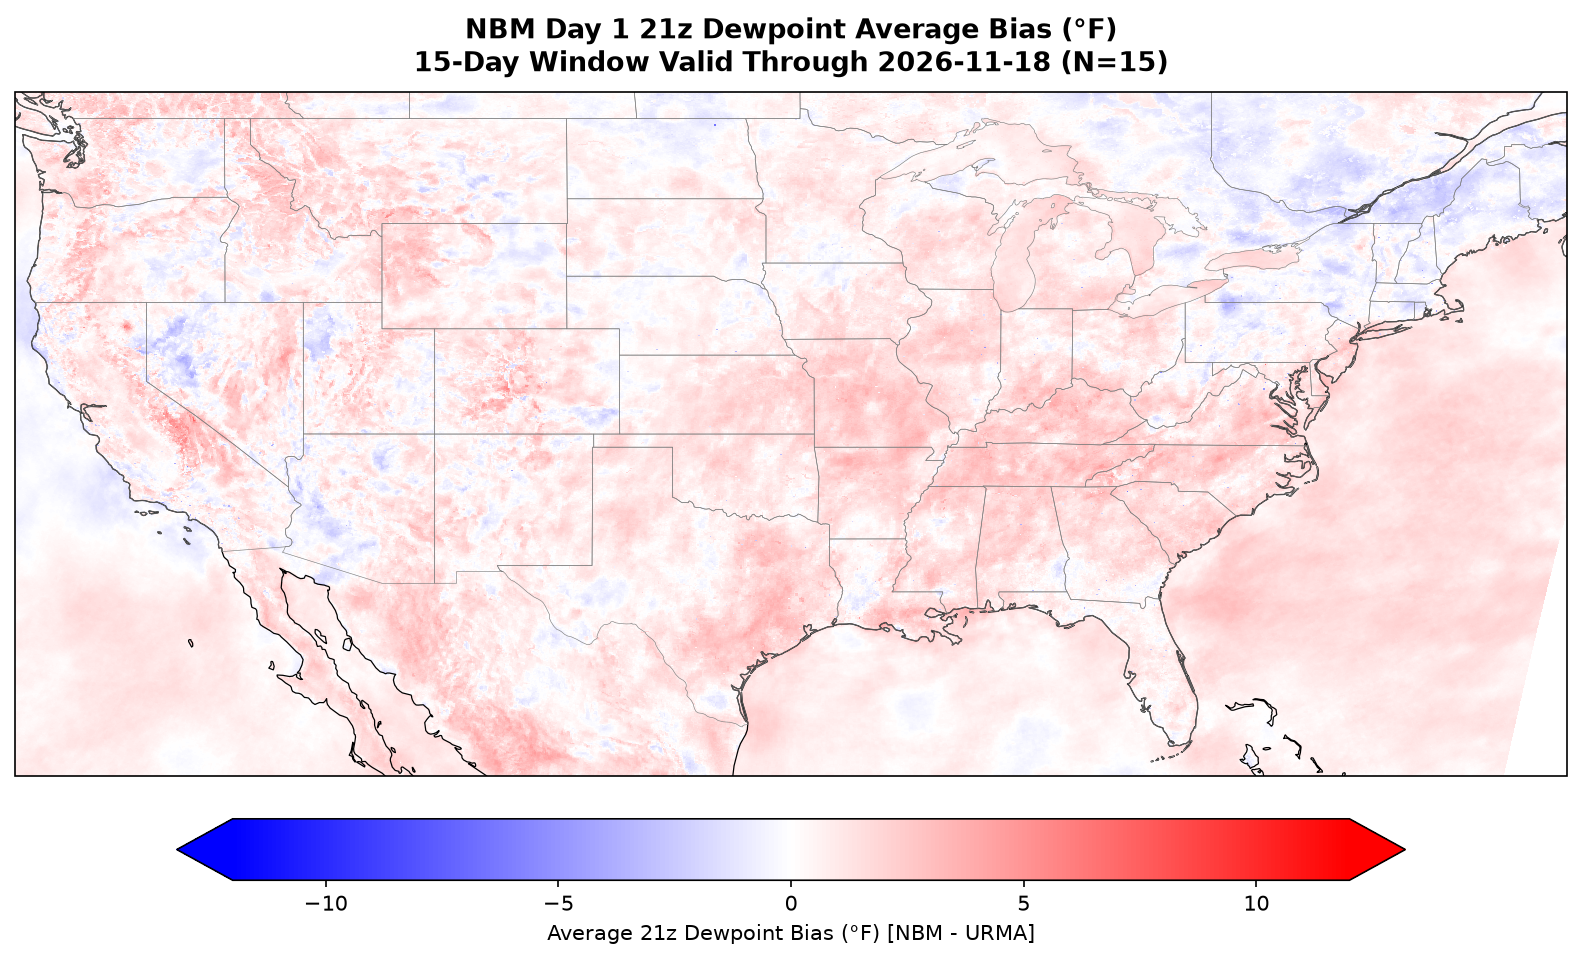 NBM Day 1 21z Dewpoint Average Bias (°F)
15-Day Window Valid Through 2026-11-18 (N=15)
−10 −5 0 5 10
Average 21z Dewpoint Bias (°F) [NBM - URMA]